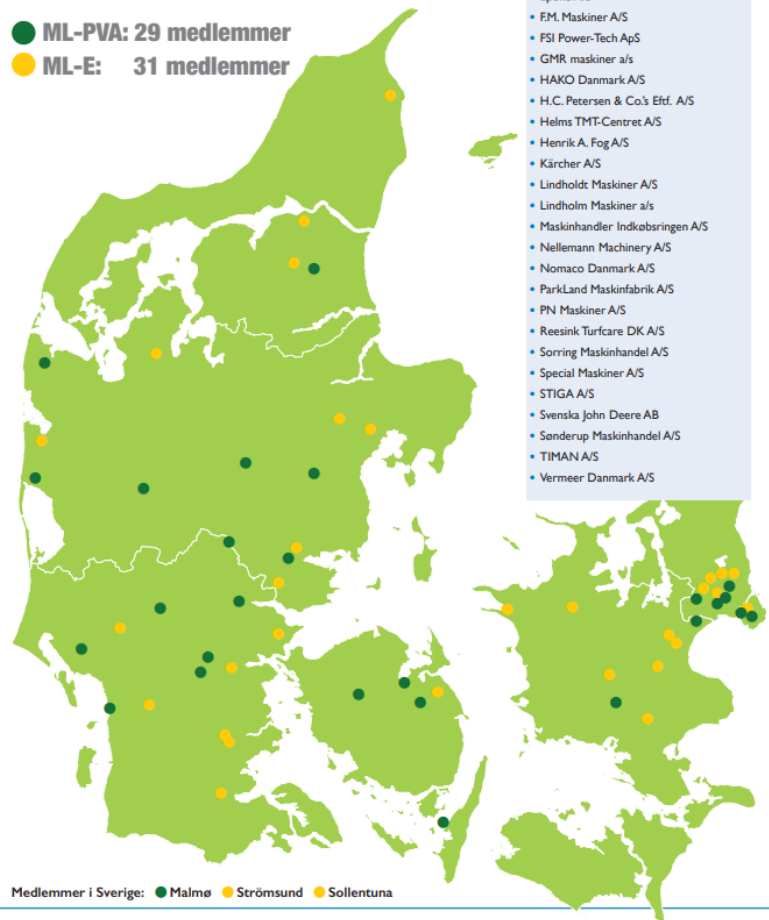 ML-PVA: 29 medlemmer
ML-E: 31 medlemmer
• F.M. Maskiner A/S
• FSI Power-Tech ApS
• GMR maskiner a/s
• HAKO Danmark A/S
• H.C. Petersen & Co.'s Eftf. A/S
• Helms TMT-Centret A/S
• Henrik A. Fog A/S
• Kärcher A/S
• Lindholdt Maskiner A/S
• Lindholm Maskiner a/s
• Maskinhandler Indkøbsringen A/S
• Nellemann Machinery A/S
• Nomaco Danmark A/S
• ParkLand Maskinfabrik A/S
• PN Maskiner A/S
• Reesink Turfcare DK A/S
• Sorring Maskinhandel A/S
• Special Maskiner A/S
• STIGA A/S
• Svenska John Deere AB
• Sønderup Maskinhandel A/S
• TIMAN A/S
• Vermeer Danmark A/S
Medlemmer i Sverige: Malmø Strömsund Sollentuna